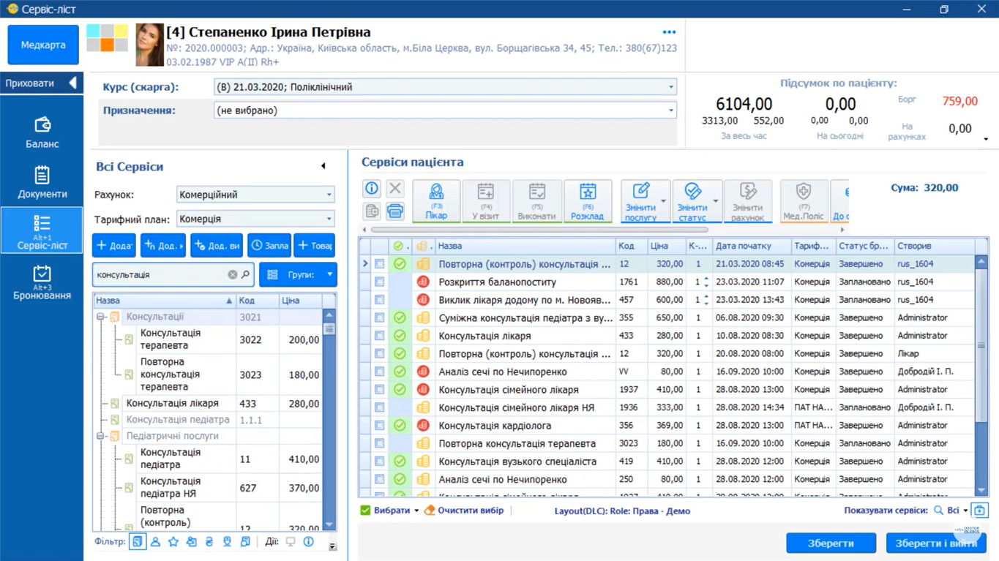 Сервіс-ліст
Медкарта
[4] Степаненко Ірина Петрівна
№: 2020.000003; Адр.: Україна, Київська область, м.Біла Церква, вул. Борщагівська 34, 45; Тел.: 380(67)123
03.02.1987 VIP A(II) Rh+
Приховати
Баланс
Документи
Alt+1
Сервіс-ліст
Alt+3
Бронювання
Курс (скарга): (В) 21.03.2020; Поліклінічний
Призначення: (не вибрано)
Підсумок по пацієнту:
6104,00 0,00 Борг 759,00
3313,00 552,00 0,00 0,00
За весь час На сьогодні На рахунках 0,00
Всі Сервіси
Рахунок: Комерційний
Тарифний план: Комерція
Дода Дод. Дод. ви Запла Товар
консультація Групи:
Назва Код Ціна
Консультації 3021
Консультація терапевта 3022 200,00
Повторна консультація терапевта 3023 180,00
Консультація лікаря 433 280,00
Консультація педіатра 1.1.1
Педіатричні послуги
Консультація педіатра 11 410,00
Консультація педіатра НЯ 627 370,00
Повторна (контроль) 12 320,00
Фільтр: Дії:
Сервіси пацієнта
(F3) Лікар
(F4) У візит
(F5) Виконати
(F6) Розклад
Змінити послугу
Змінити статус
Змінити рахунок
(F7) Мед.Поліс
До
Сума: 320,00
Назва Код Ціна К-... Дата початку Тариф... Статус бр... Створив
Повторна (контроль) консультація ... 12 320,00 1 21.03.2020 08:45 Комерція Завершено rus_1604
Розкриття баланопоститу 1761 880,00 1 23.03.2020 11:07 Комерція Заплановано rus_1604
Виклик лікаря додому по м. Новояв... 457 600,00 1 23.03.2020 13:43 Комерція Заплановано rus_1604
Суміжна консультація педіатра з ву... 355 650,00 1 06.08.2020 09:30 Комерція Завершено Administrator
Консультація лікаря 433 280,00 1 10.08.2020 08:30 Комерція Завершено Administrator
Повторна (контроль) консультація ... 12 320,00 1 20.08.2020 08:00 Комерція Завершено Лікар
Аналіз сечі по Нечипоренко VV 80,00 1 16.09.2020 10:00 Комерція Завершено Добродій І. П.
Консультація сімейного лікаря 1937 410,00 1 28.08.2020 13:00 Комерція Завершено Administrator
Консультація сімейного лікаря НЯ 1936 333,00 1 28.08.2020 14:34 ПАТ НА... Заплановано Добродій І. П.
Консультація кардіолога 356 369,00 1 28.08.2020 13:00 ПАТ НА... Завершено Administrator
Повторна консультація терапевта 3023 180,00 1 16.09.2020 10:00 Комерція Заплановано Administrator
Консультація вузького спеціаліста 419 410,00 1 28.08.2020 12:00 Комерція Завершено Administrator
Аналіз сечі по Нечипоренко 250 80,00 1 28.08.2020 12:00 Комерція Завершено Administrator
Вибрати Очистити вибір Layout(DLC): Role: Права - Демо Показувати сервіси: Всі
DOCTOR ELEKS
Зберегти Зберегти і вийти